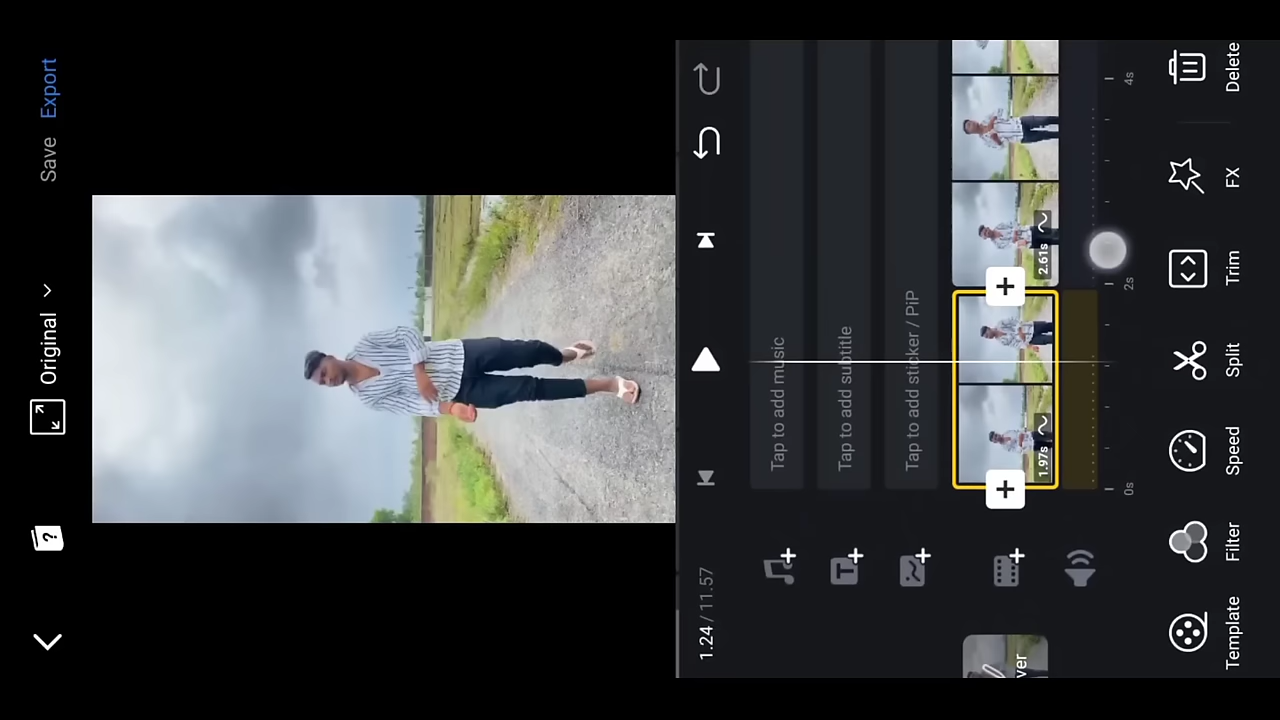 Original
Save
Export
1.24 / 11.57
Tap to add music
Tap to add subtitle
Tap to add sticker / PiP
1.97s
2.61s
ver
0s
2s
4s
Template
Filter
Speed
Split
Trim
FX
Delete